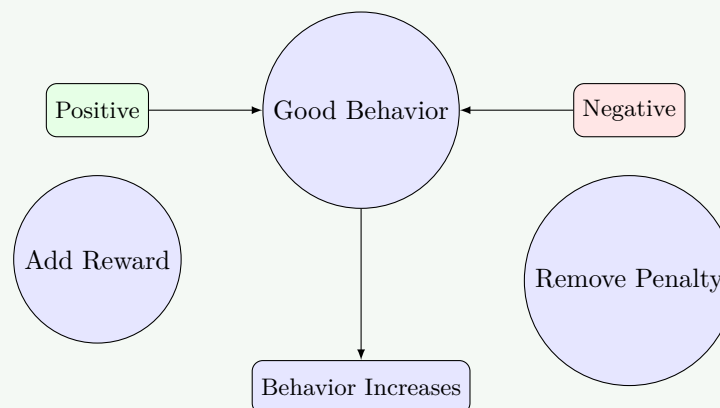 Positive
Good Behavior
Negative
Add Reward
Remove Penalty
Behavior Increases